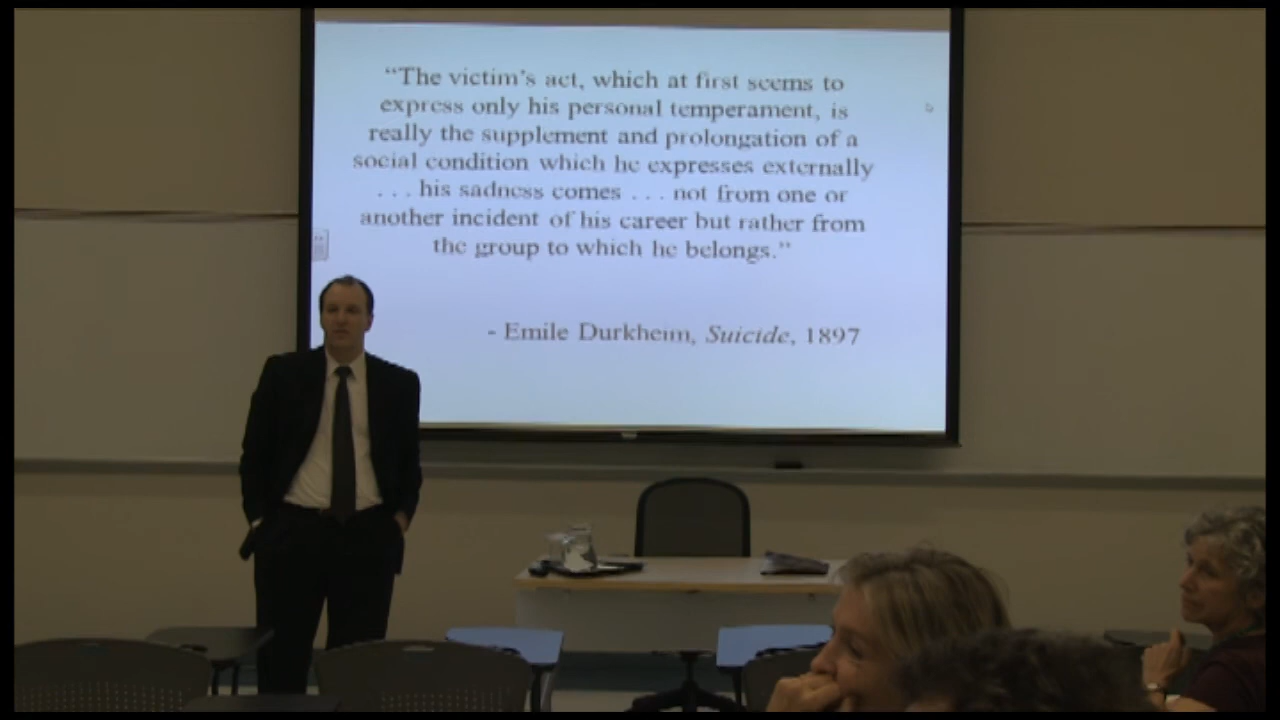 “The victim’s act, which at first seems to
express only his personal temperament, is
really the supplement and prolongation of a
social condition which he expresses externally
. . . his sadness comes . . . not from one or
another incident of his career but rather from
the group to which he belongs.”
- Emile Durkheim, Suicide, 1897